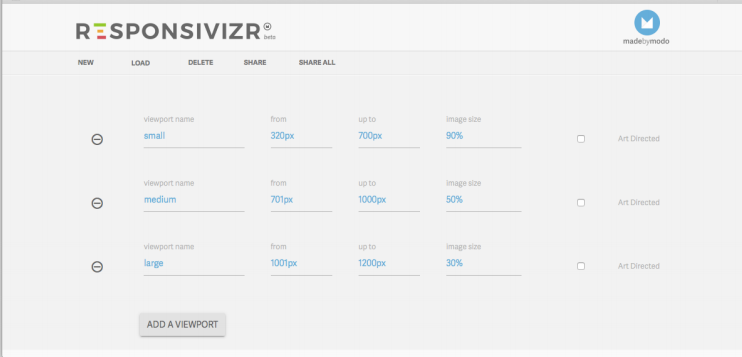 RESPONSIVIZR
beta
madebymodo
NEW LOAD DELETE SHARE SHARE ALL
viewport name from up to Image size
small 320px 700px 90% Art Directed
viewport name from up to Image size
medium 701px 1000px 50% Art Directed
viewport name from up to Image size
large 1001px 1200px 30% Art Directed
ADD A VIEWPORT